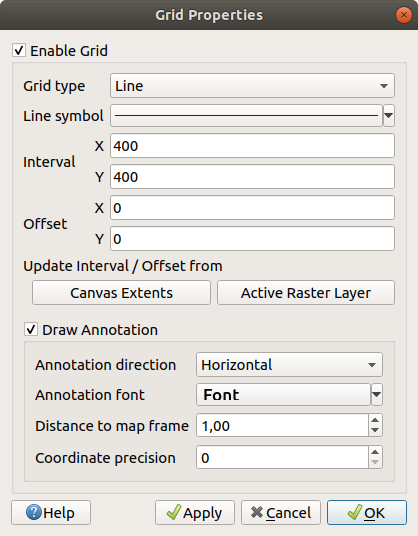 Grid Properties
Enable Grid
Grid type Line
Line symbol
Interval
X 400
Y 400
Offset
X 0
Y 0
Update Interval / Offset from
Canvas Extents Active Raster Layer
Draw Annotation
Annotation direction Horizontal
Annotation font Font
Distance to map frame 1,00
Coordinate precision 0
Help Apply Cancel OK